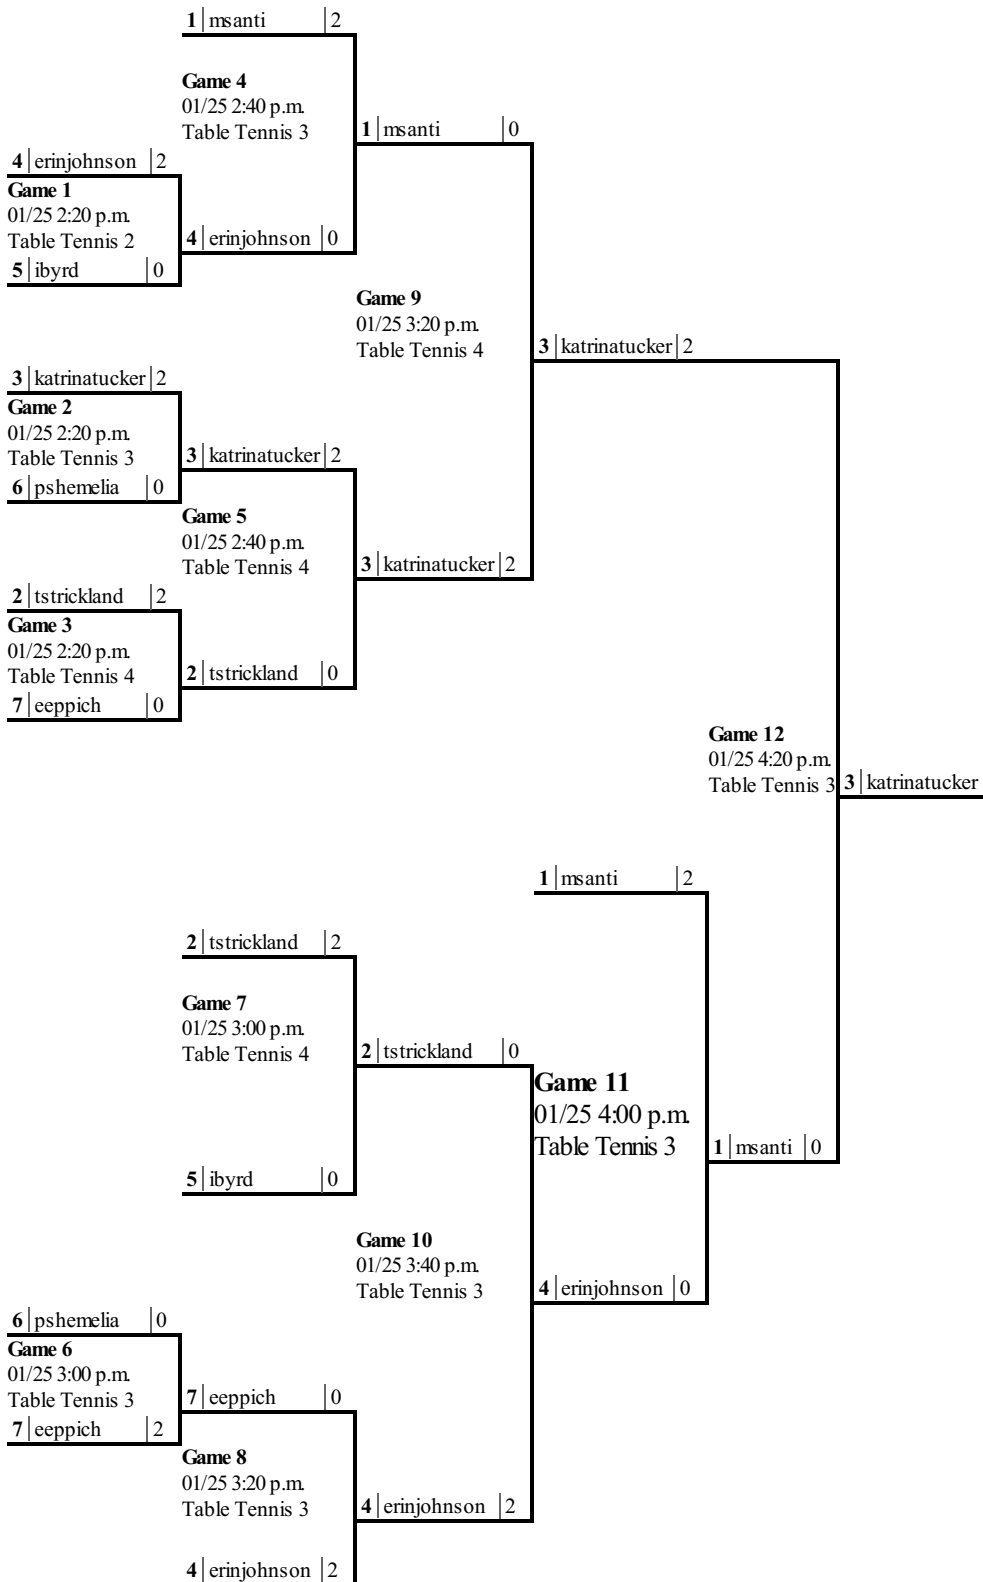 1 msanti 2
Game 4
01/25 2:40 p.m.
Table Tennis 3
1 msanti 0
4 erinjohnson 2
Game 1
01/25 2:20 p.m.
Table Tennis 2
4 erinjohnson 0
5 ibyrd 0
Game 9
01/25 3:20 p.m.
Table Tennis 4
3 katrinatucker 2
3 katrinatucker 2
Game 2
01/25 2:20 p.m.
Table Tennis 3
3 katrinatucker 2
6 pshemelia 0
Game 5
01/25 2:40 p.m.
Table Tennis 4
3 katrinatucker 2
2 tstrickland 2
Game 3
01/25 2:20 p.m.
Table Tennis 4
2 tstrickland 0
7 eeppich 0
Game 12
01/25 4:20 p.m.
Table Tennis 3
3 katrinatucker
1 msanti 2
2 tstrickland 2
Game 7
01/25 3:00 p.m.
Table Tennis 4
2 tstrickland 0
Game 11
01/25 4:00 p.m.
Table Tennis 3
1 msanti 0
5 ibyrd 0
Game 10
01/25 3:40 p.m.
Table Tennis 3
4 erinjohnson 0
6 pshemelia 0
Game 6
01/25 3:00 p.m.
Table Tennis 3
7 eeppich 0
7 eeppich 2
Game 8
01/25 3:20 p.m.
Table Tennis 3
4 erinjohnson 2
4 erinjohnson 2